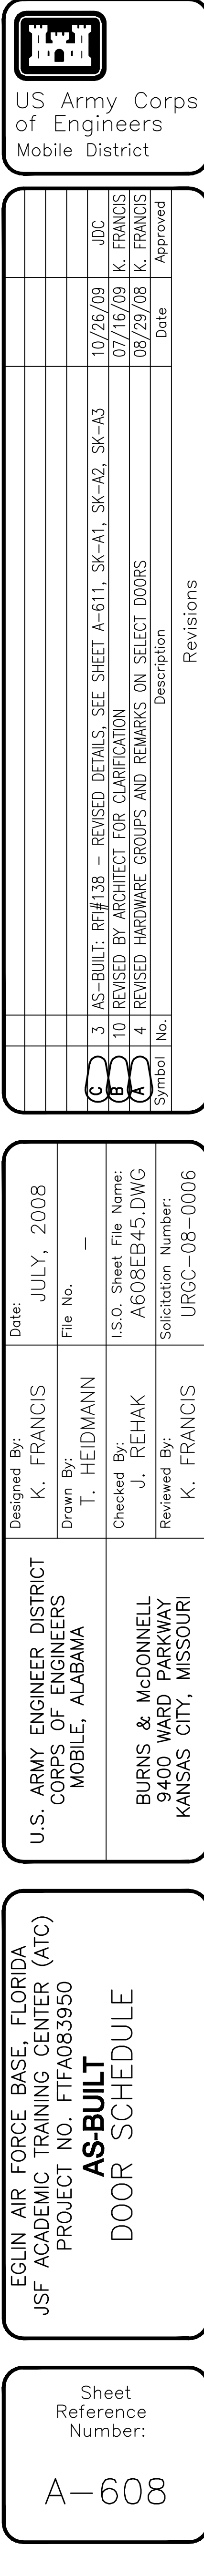 US Army Corps
of Engineers
Mobile District
C 3 AS-BUILT: RFI#138 – REVISED DETAILS, SEE SHEET A-611, SK-A1, SK-A2, SK-A3 10/26/09 JDC
B 10 REVISED BY ARCHITECT FOR CLARIFICATION 07/16/09 K. FRANCIS
A 4 REVISED HARDWARE GROUPS AND REMARKS ON SELECT DOORS 08/29/08 K. FRANCIS
Symbol No. Description Date Approved
Revisions
Designed By:
K. FRANCIS
Date:
JULY, 2008
Drawn By:
T. HEIDMANN
File No.
–
Checked By:
J. REHAK
I.S.O. Sheet File Name:
A608EB45.DWG
Reviewed By:
K. FRANCIS
Solicitation Number:
URGC-08-0006
U.S. ARMY ENGINEER DISTRICT
CORPS OF ENGINEERS
MOBILE, ALABAMA
BURNS & McDONNELL
9400 WARD PARKWAY
KANSAS CITY, MISSOURI
EGLIN AIR FORCE BASE, FLORIDA
JSF ACADEMIC TRAINING CENTER (ATC)
PROJECT NO. FTFA083950
AS-BUILT
DOOR SCHEDULE
Sheet
Reference
Number:
A-608